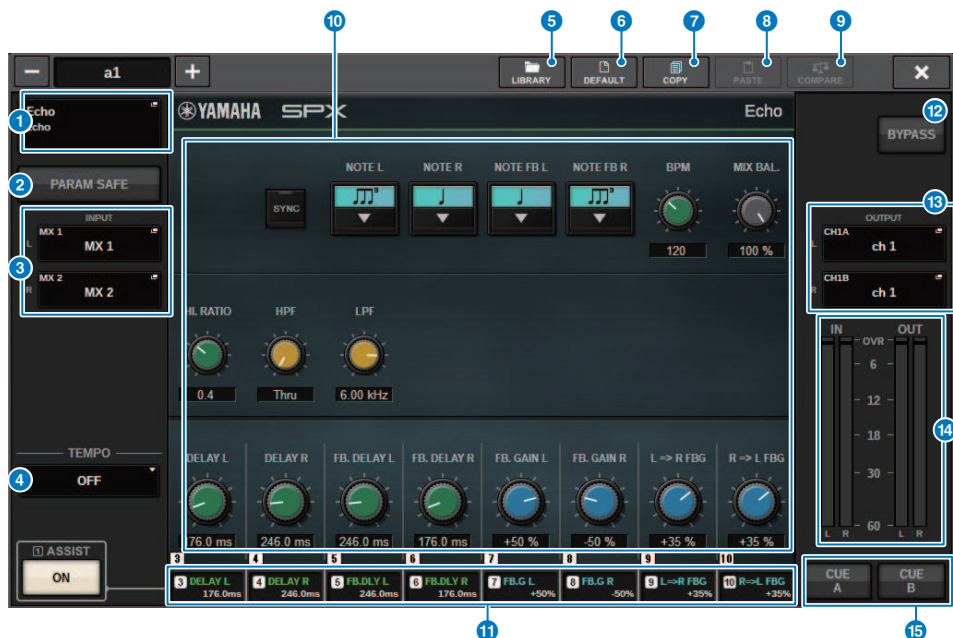 10
5
6
7
8
9
− a1 +
LIBRARY
DEFAULT
COPY
PASTE
COMPARE
×
1
Echo
Echo
YAMAHA SPX
Echo
12
BYPASS
2
PARAM SAFE
NOTE L
NOTE R
NOTE FB L
NOTE FB R
BPM
MIX BAL.
SYNC
3
120
100 %
3
INPUT
L
MX 1
MX 1
R
MX 2
MX 2
13
OUTPUT
L
CH1A
ch 1
R
CH1B
ch 1
HI. RATIO
HPF
LPF
0.4
Thru
6.00 kHz
IN
OUT
OVR
6
12
18
30
60
L R
L R
14
4
TEMPO
OFF
DELAY L
DELAY R
FB. DELAY L
FB. DELAY R
FB. GAIN L
FB. GAIN R
L => R FBG
R => L FBG
176.0 ms
246.0 ms
246.0 ms
176.0 ms
+50 %
-50 %
+35 %
+35 %
1 ASSIST
ON
3 4 5 6 7 8 9 10
3 DELAY L
176.0ms
4 DELAY R
246.0ms
5 FB.DLY L
246.0ms
6 FB.DLY R
176.0ms
7 FB.G L
+50%
8 FB.G R
-50%
9 L=>R FBG
+35%
10 R=>L FBG
+35%
CUE
A
CUE
B
11
15